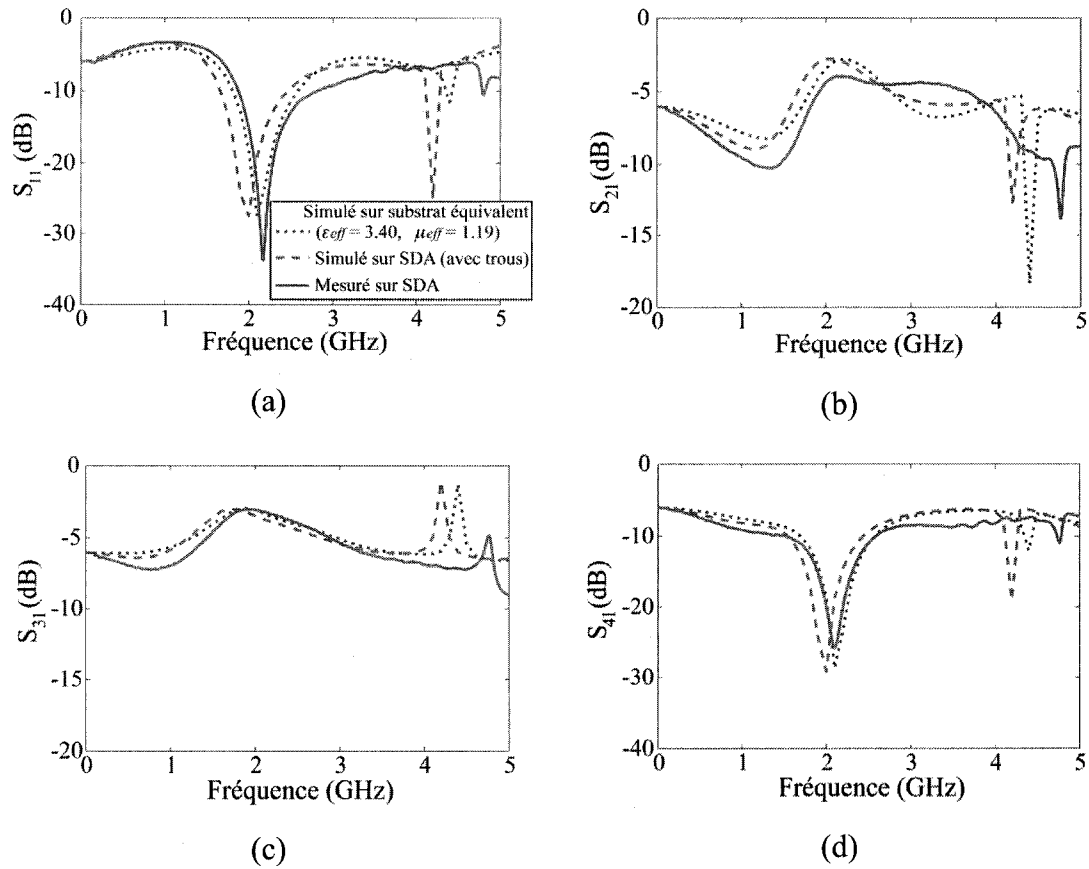 0
-10
-20
-30
-40
S11 (dB)
Simulé sur substrat équivalent
(εeff = 3.40, μeff = 1.19)
Simulé sur SDA (avec trous)
Mesuré sur SDA
0 1 2 3 4 5
Fréquence (GHz)
(a)
0
-5
-10
-15
-20
S21 (dB)
0 1 2 3 4 5
Fréquence (GHz)
(b)
0
-5
-10
-15
-20
S31 (dB)
0 1 2 3 4 5
Fréquence (GHz)
(c)
0
-10
-20
-30
-40
S41 (dB)
0 1 2 3 4 5
Fréquence (GHz)
(d)